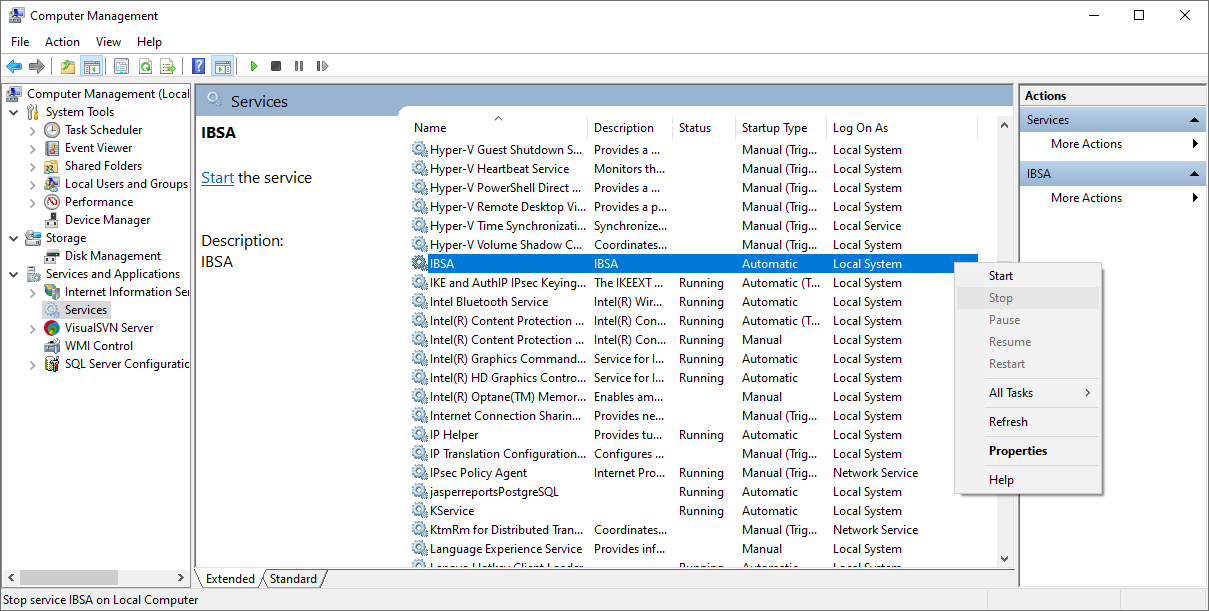 Computer Management
File Action View Help
Computer Management (Local
System Tools
Task Scheduler
Event Viewer
Shared Folders
Local Users and Groups
Performance
Device Manager
Storage
Disk Management
Services and Applications
Internet Information Ser
Services
VisualSVN Server
WMI Control
SQL Server Configuratic
Services
IBSA
Start the service
Description:
IBSA
Name Description Status Startup Type Log On As
Hyper-V Guest Shutdown S... Provides a ... Manual (Trig... Local System
Hyper-V Heartbeat Service Monitors th... Manual (Trig... Local System
Hyper-V PowerShell Direct ... Provides a ... Manual (Trig... Local System
Hyper-V Remote Desktop Vi... Provides a p... Manual (Trig... Local System
Hyper-V Time Synchronizati... Synchronize... Manual (Trig... Local Service
Hyper-V Volume Shadow C... Coordinates... Manual (Trig... Local System
IBSA IBSA Automatic Local System
IKE and AuthIP IPsec Keying... The IKEEXT ... Running Automatic (T... Local System
Intel Bluetooth Service Intel(R) Wir... Running Automatic Local System
Intel(R) Content Protection ... Intel(R) Con... Running Automatic (T... Local System
Intel(R) Content Protection ... Intel(R) Con... Running Manual Local System
Intel(R) Graphics Command... Service for I... Running Automatic Local System
Intel(R) HD Graphics Contro... Service for I... Running Automatic Local System
Intel(R) Optane(TM) Memor... Enables am... Manual Local System
Internet Connection Sharin... Provides ne... Manual (Trig... Local System
IP Helper Provides tu... Running Automatic Local System
IP Translation Configuration... Configures ... Manual (Trig... Local System
IPsec Policy Agent Internet Pro... Running Manual (Trig... Network Service
jasperreportsPostgreSQL Running Automatic Local System
KService Running Automatic Local System
KtmRm for Distributed Tran... Coordinates... Manual (Trig... Network Service
Language Experience Service Provides inf... Manual Local System
Lenovo Hotkey Client Loader Running Automatic Local System
Extended Standard
Start
Stop
Pause
Resume
Restart
All Tasks
Refresh
Properties
Help
Actions
Services
More Actions
IBSA
More Actions
Stop service IBSA on Local Computer